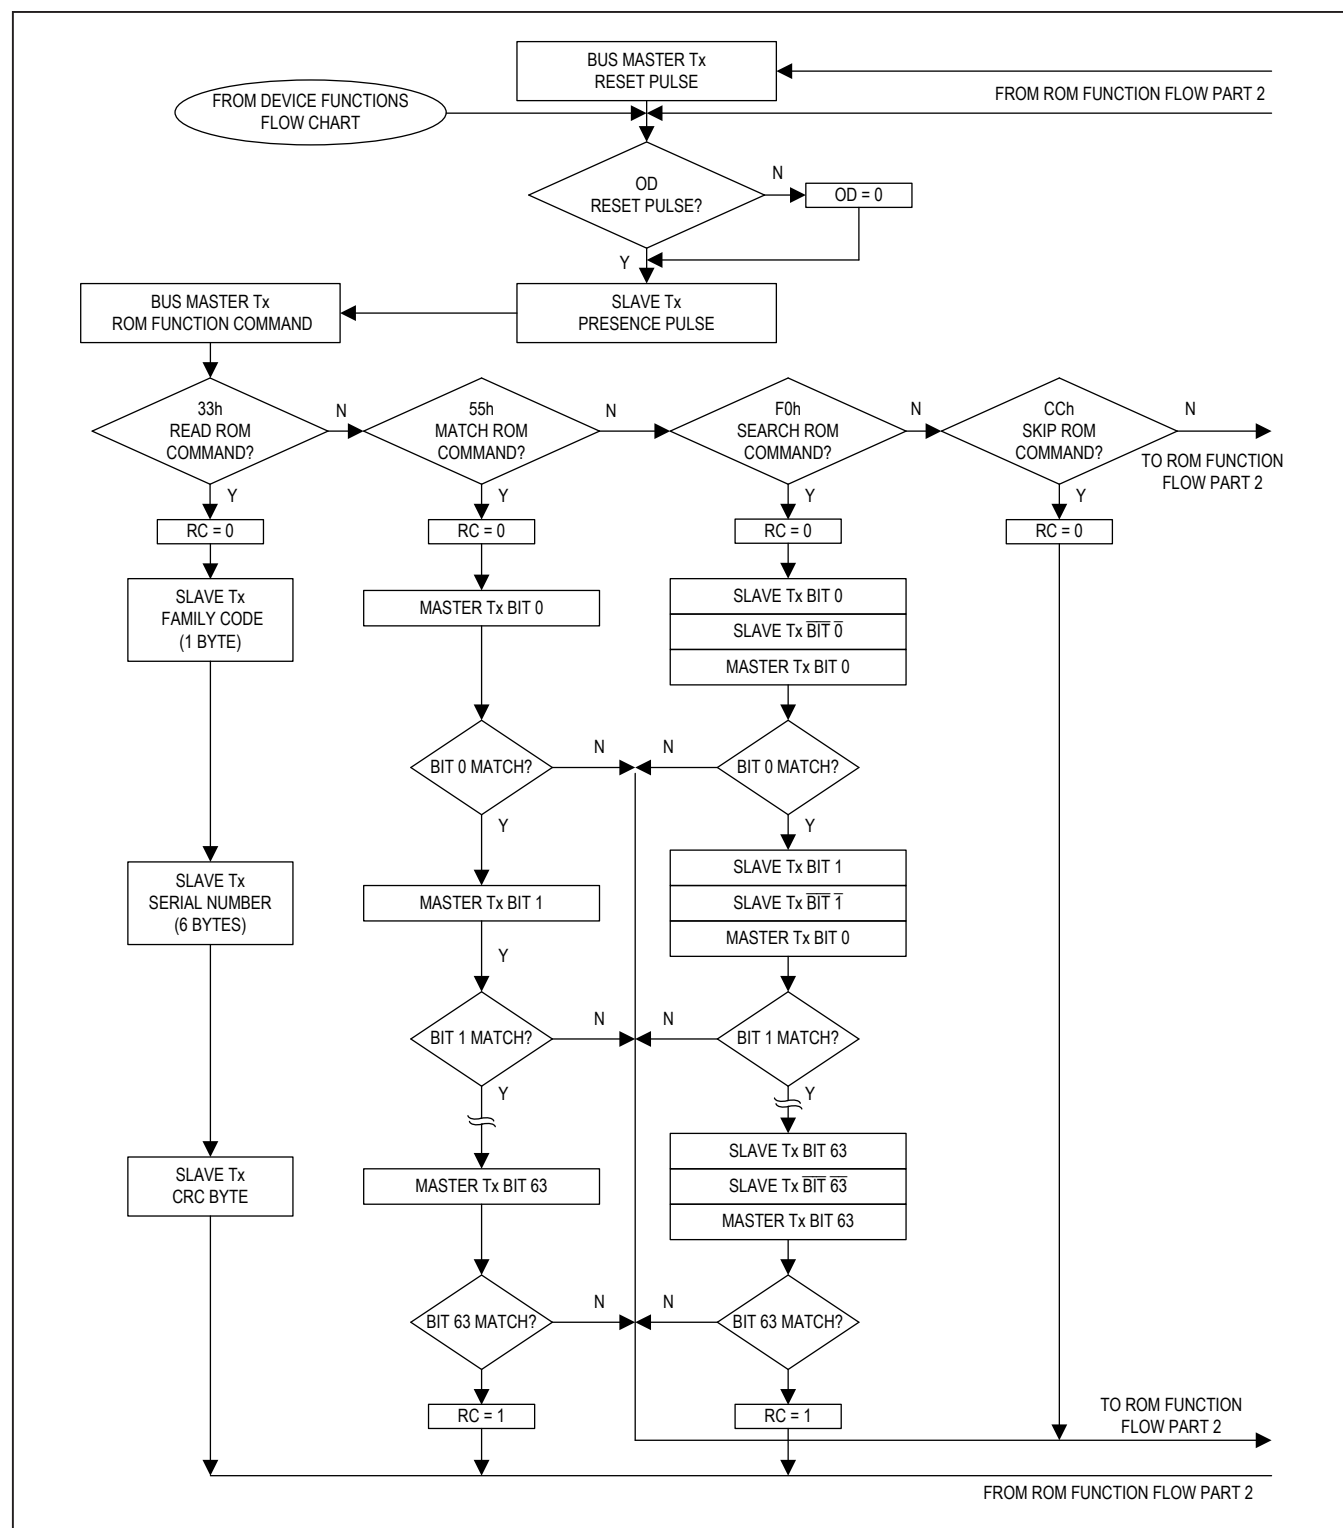 BUS MASTER Tx
RESET PULSE
FROM ROM FUNCTION FLOW PART 2
FROM DEVICE FUNCTIONS
FLOW CHART
OD
RESET PULSE?
N
OD = 0
Y
BUS MASTER Tx
ROM FUNCTION COMMAND
SLAVE Tx
PRESENCE PULSE
33h
READ ROM
COMMAND?
N
55h
MATCH ROM
COMMAND?
N
F0h
SEARCH ROM
COMMAND?
N
CCh
SKIP ROM
COMMAND?
N
TO ROM FUNCTION
FLOW PART 2
Y
Y
Y
Y
RC = 0
RC = 0
RC = 0
RC = 0
SLAVE Tx
FAMILY CODE
(1 BYTE)
MASTER Tx BIT 0
SLAVE Tx BIT 0
SLAVE Tx B̅I̅T̅ 0̅
MASTER Tx BIT 0
BIT 0 MATCH?
N
N
BIT 0 MATCH?
Y
Y
SLAVE Tx
SERIAL NUMBER
(6 BYTES)
MASTER Tx BIT 1
SLAVE Tx BIT 1
SLAVE Tx B̅I̅T̅ 1̅
MASTER Tx BIT 0
Y
BIT 1 MATCH?
N
N
BIT 1 MATCH?
Y
Y
SLAVE Tx
CRC BYTE
MASTER Tx BIT 63
SLAVE Tx BIT 63
SLAVE Tx B̅I̅T̅ 6̅3̅
MASTER Tx BIT 63
BIT 63 MATCH?
N
N
BIT 63 MATCH?
RC = 1
RC = 1
TO ROM FUNCTION
FLOW PART 2
FROM ROM FUNCTION FLOW PART 2